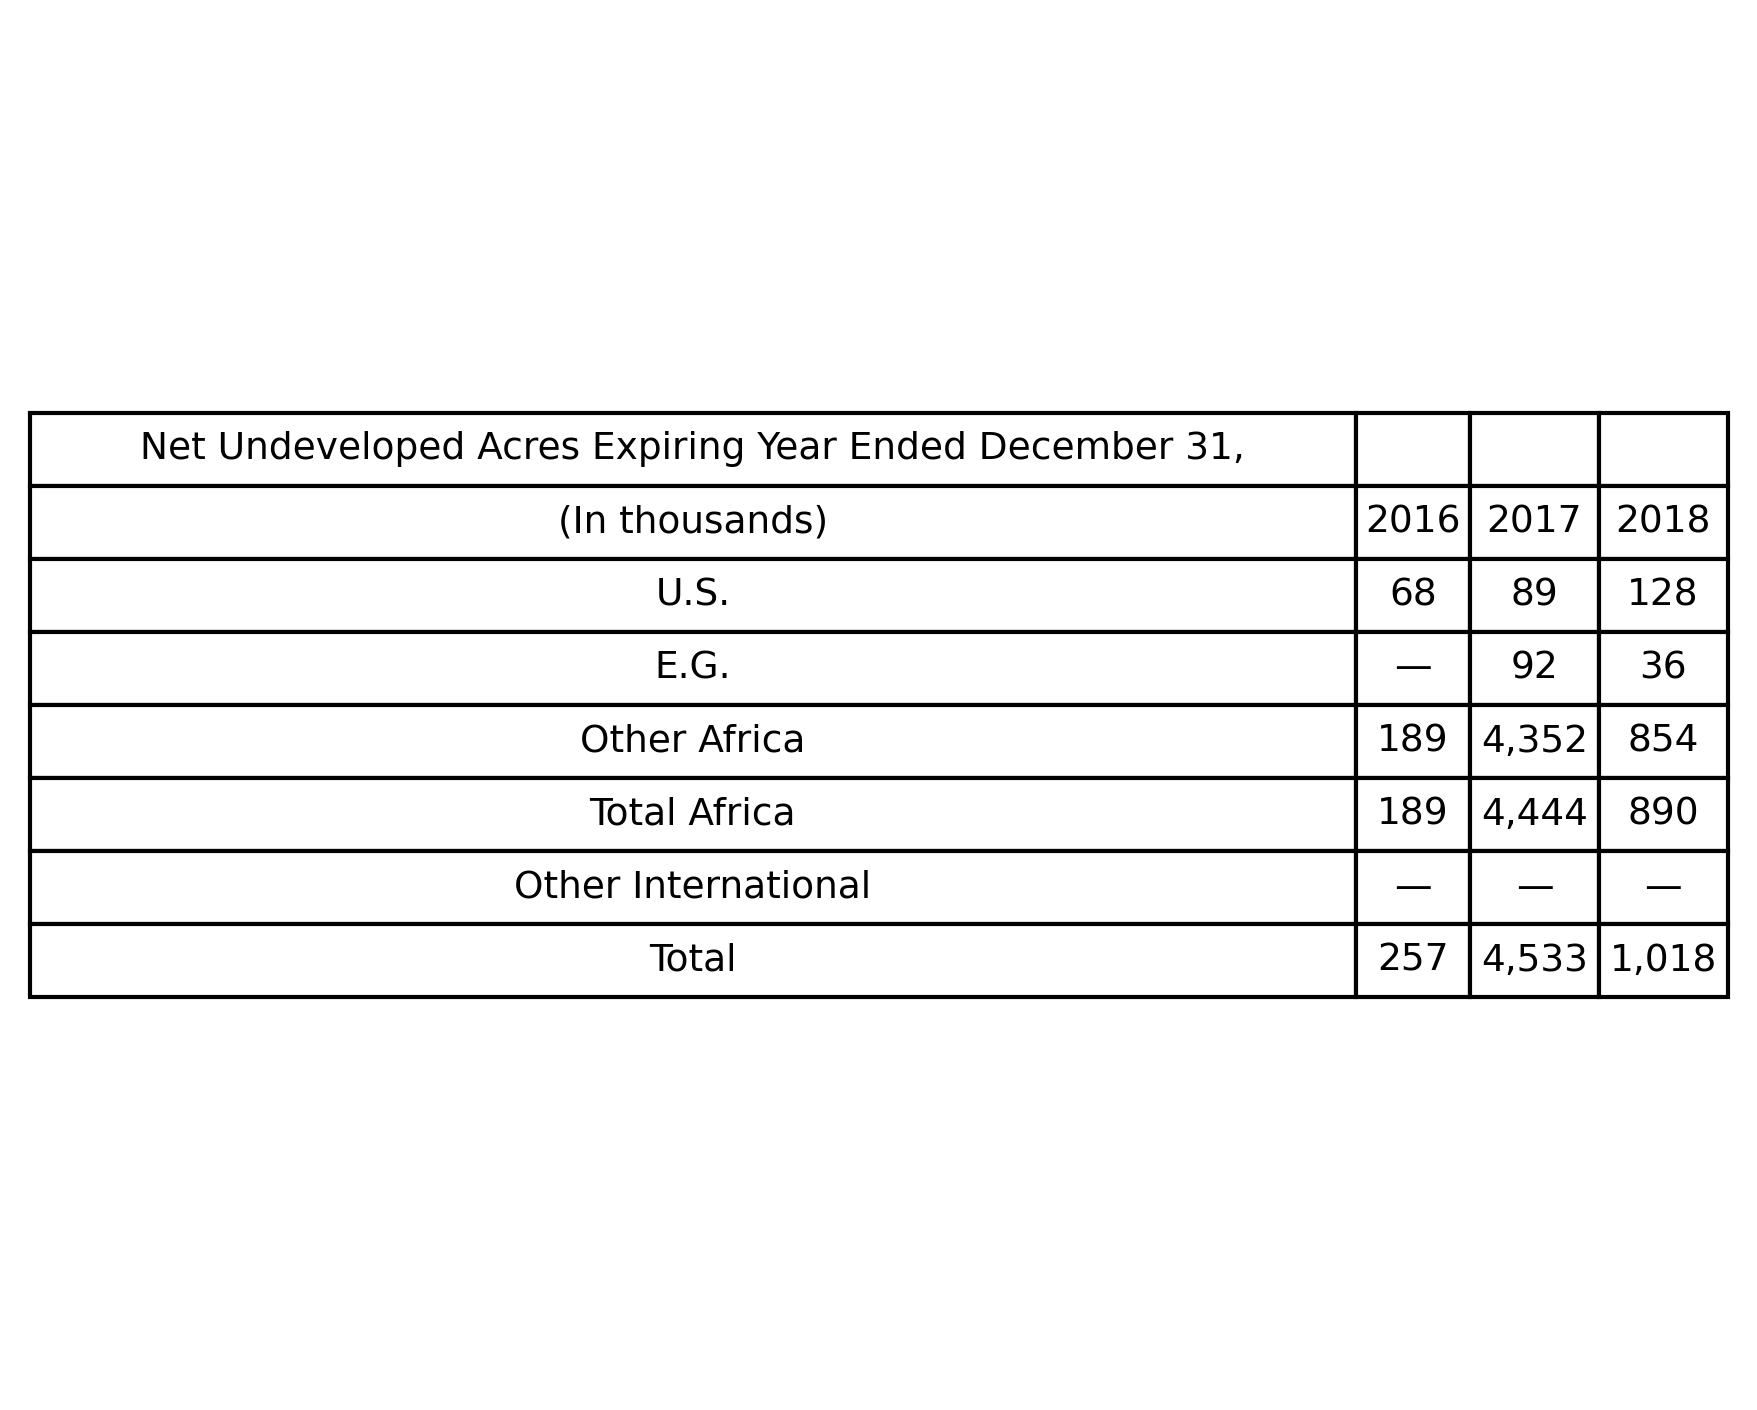 Net Undeveloped Acres Expiring Year Ended December 31,
(In thousands) 2016 2017 2018
U.S. 68 89 128
E.G. — 92 36
Other Africa 189 4,352 854
Total Africa 189 4,444 890
Other International — — —
Total 257 4,533 1,018